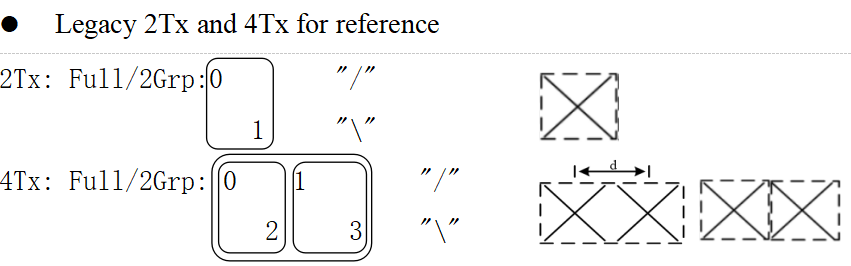 ● Legacy 2Tx and 4Tx for reference
2Tx: Full/2Grp: 0 "/"
1 "\"
d
4Tx: Full/2Grp: 0 1 "/"
2 3 "\"